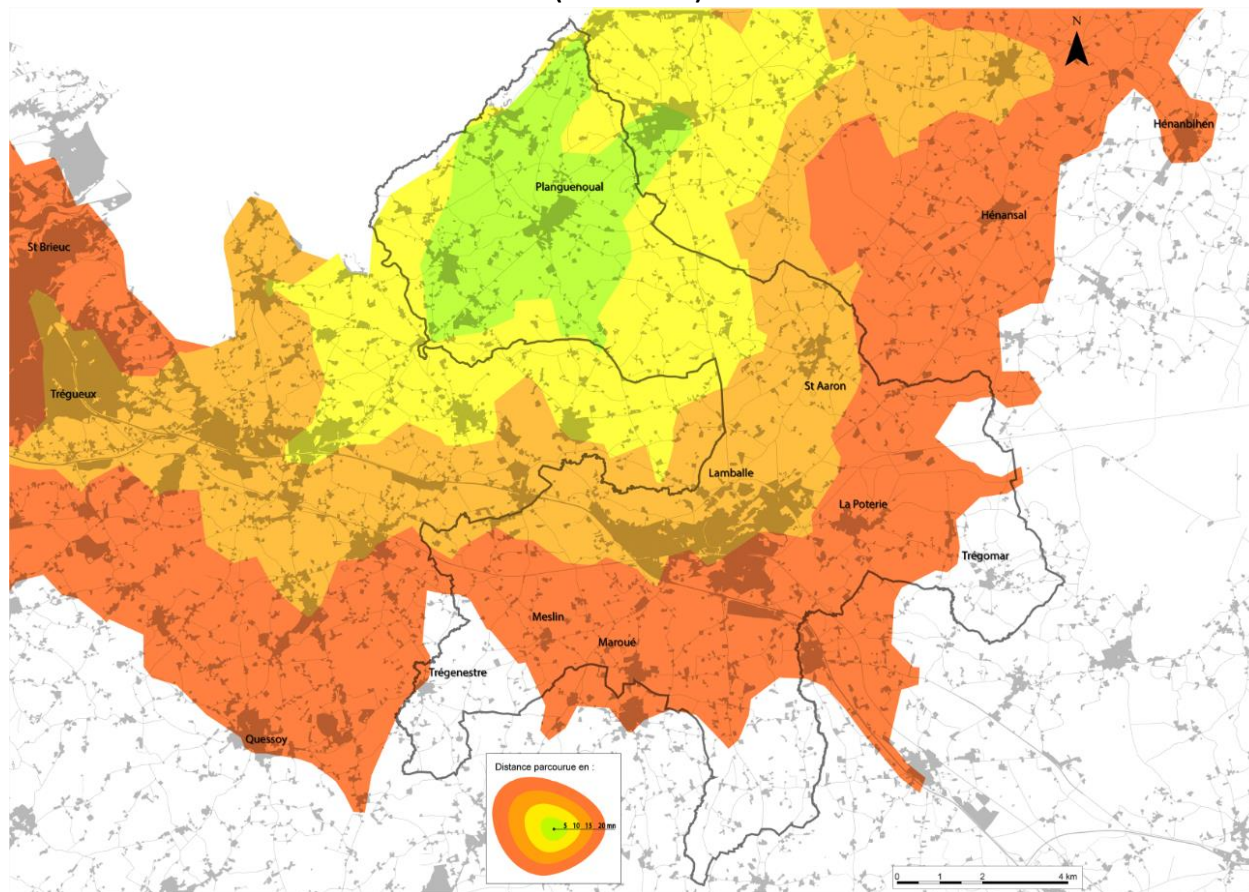 N
Hénanbihen
Planguenoual
Hénansal
St Brieuc
St Aaron
Trégueux
Lamballe
La Poterie
Trégomar
Meslin
Maroué
Trégenestre
Quessoy
Distance parcourue en :
5 10 15 20 mn
0 1 2 4 km